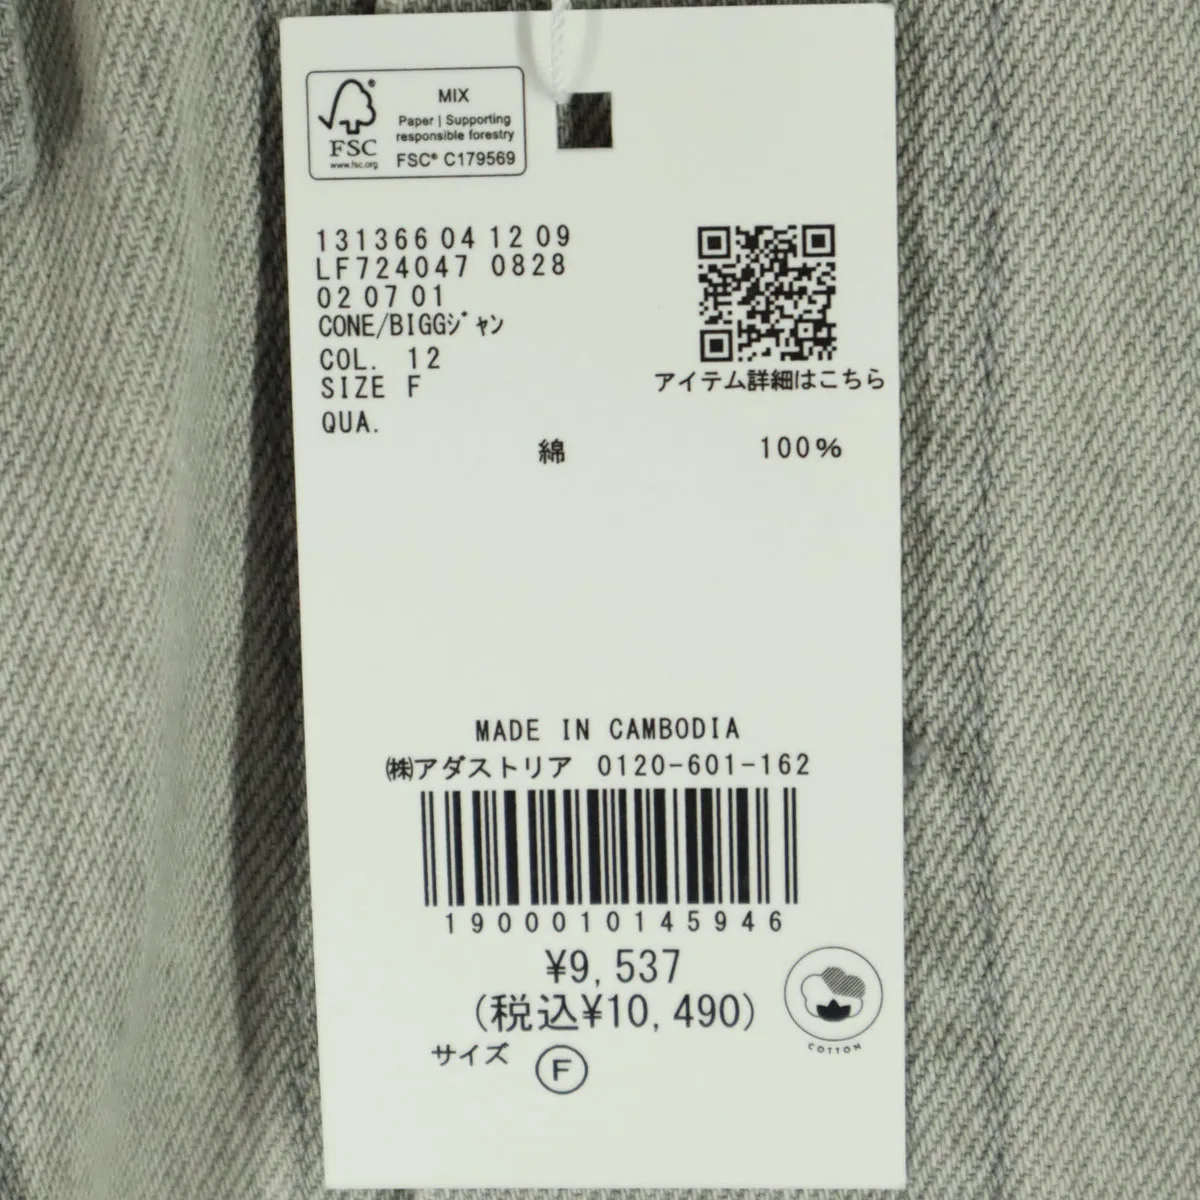 MIX
Paper | Supporting
responsible forestry
FSC® C179569
FSC
www.fsc.org
131366 04 12 09
LF724047 0828
02 07 01
CONE/BIGGｼﾞｬﾝ
COL. 12
SIZE F
QUA.
綿 100%
アイテム詳細はこちら
MADE IN CAMBODIA
㈱アダストリア 0120-601-162
1900010145946
¥9,537
(税込¥10,490)
サイズ F
COTTON